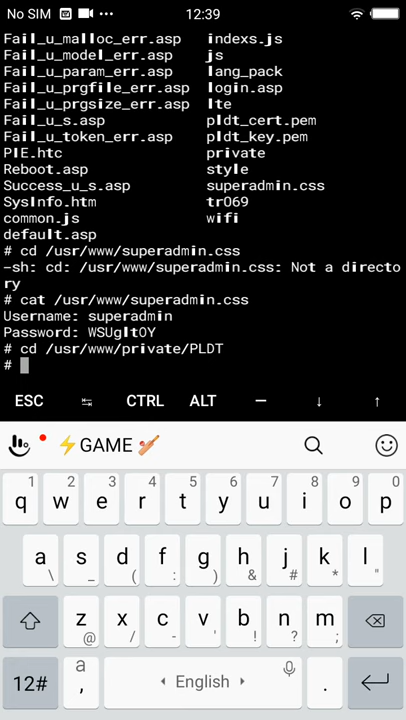 No SIM 12:39
Fail_u_malloc_err.asp indexs.js
Fail_u_model_err.asp js
Fail_u_param_err.asp lang_pack
Fail_u_prgfile_err.asp login.asp
Fail_u_prgsize_err.asp lte
Fail_u_s.asp pldt_cert.pem
Fail_u_token_err.asp pldt_key.pem
PIE.htc private
Reboot.asp style
Success_u_s.asp superadmin.css
SysInfo.htm tr069
common.js wifi
default.asp
# cd /usr/www/superadmin.css
-sh: cd: /usr/www/superadmin.css: Not a directo
ry
# cat /usr/www/superadmin.css
Username: superadmin
Password: WSUgIt0Y
# cd /usr/www/private/PLDT
#
ESC ↹ CTRL ALT — ↓ ↑
⚡GAME 🏏
1 2 3 4 5 6 7 8 9 0
q w e r t y u i o p
a s d f g h j k l
\ _ ( : ) & # * "
z x c v b n m
@ / - ' ! ? ;
12# a , English .